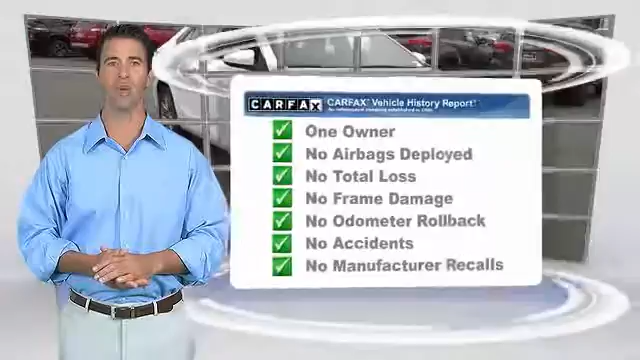 CARFAX CARFAX Vehicle History Report
One Owner
No Airbags Deployed
No Total Loss
No Frame Damage
No Odometer Rollback
No Accidents
No Manufacturer Recalls